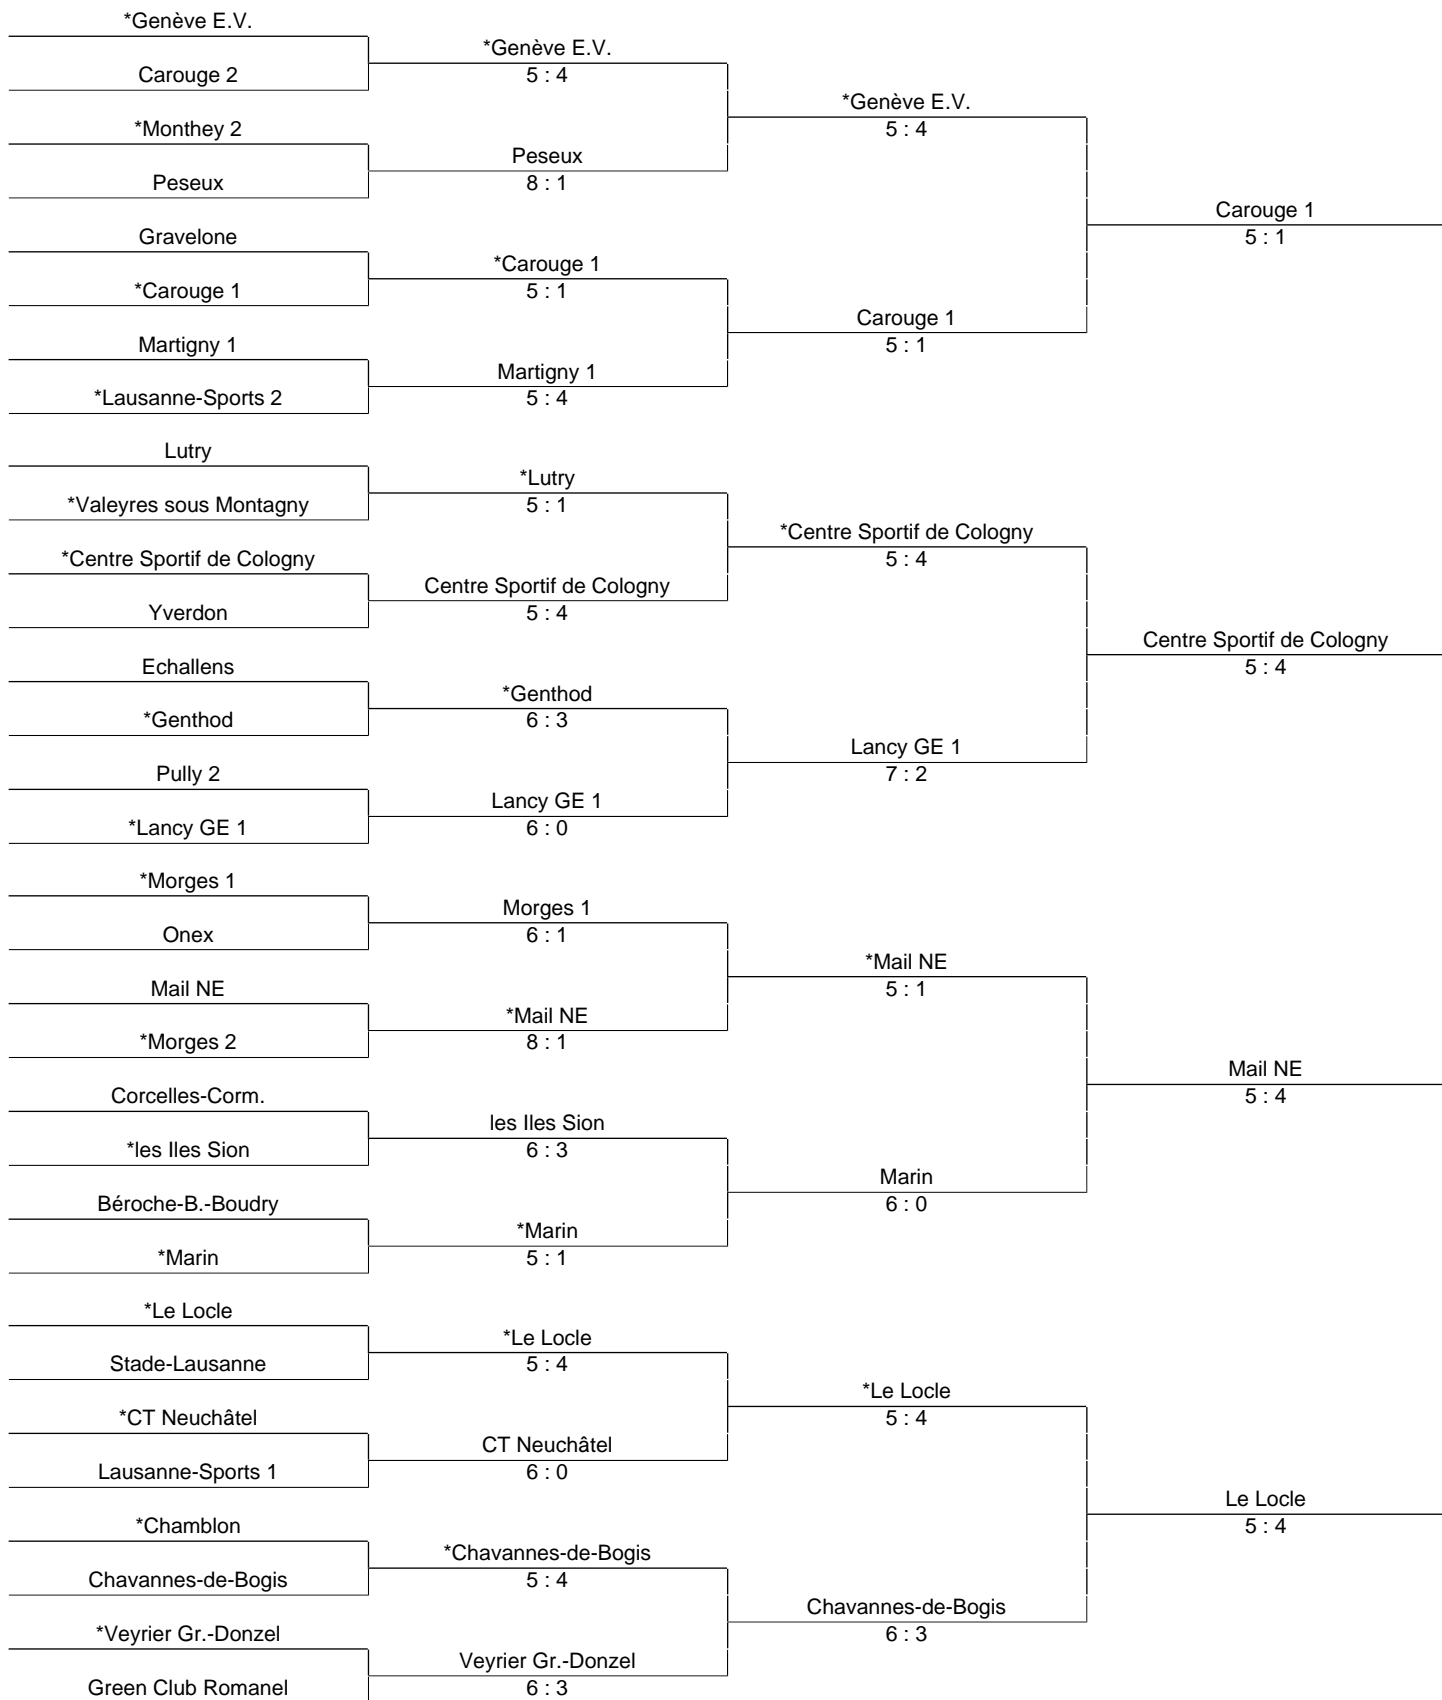 *Genève E.V.
Carouge 2
*Monthey 2
Peseux
Gravelone
*Carouge 1
Martigny 1
*Lausanne-Sports 2
Lutry
*Valeyres sous Montagny
*Centre Sportif de Cologny
Yverdon
Echallens
*Genthod
Pully 2
*Lancy GE 1
*Morges 1
Onex
Mail NE
*Morges 2
Corcelles-Corm.
*les Iles Sion
Béroche-B.-Boudry
*Marin
*Le Locle
Stade-Lausanne
*CT Neuchâtel
Lausanne-Sports 1
*Chamblon
Chavannes-de-Bogis
*Veyrier Gr.-Donzel
Green Club Romanel
*Genève E.V.
5 : 4
Peseux
8 : 1
*Carouge 1
5 : 1
Martigny 1
5 : 4
*Lutry
5 : 1
Centre Sportif de Cologny
5 : 4
*Genthod
6 : 3
Lancy GE 1
6 : 0
Morges 1
6 : 1
*Mail NE
8 : 1
les Iles Sion
6 : 3
*Marin
5 : 1
*Le Locle
5 : 4
CT Neuchâtel
6 : 0
*Chavannes-de-Bogis
5 : 4
Veyrier Gr.-Donzel
6 : 3
*Genève E.V.
5 : 4
Carouge 1
5 : 1
*Centre Sportif de Cologny
5 : 4
Lancy GE 1
7 : 2
*Mail NE
5 : 1
Marin
6 : 0
*Le Locle
5 : 4
Chavannes-de-Bogis
6 : 3
Carouge 1
5 : 1
Centre Sportif de Cologny
5 : 4
Mail NE
5 : 4
Le Locle
5 : 4